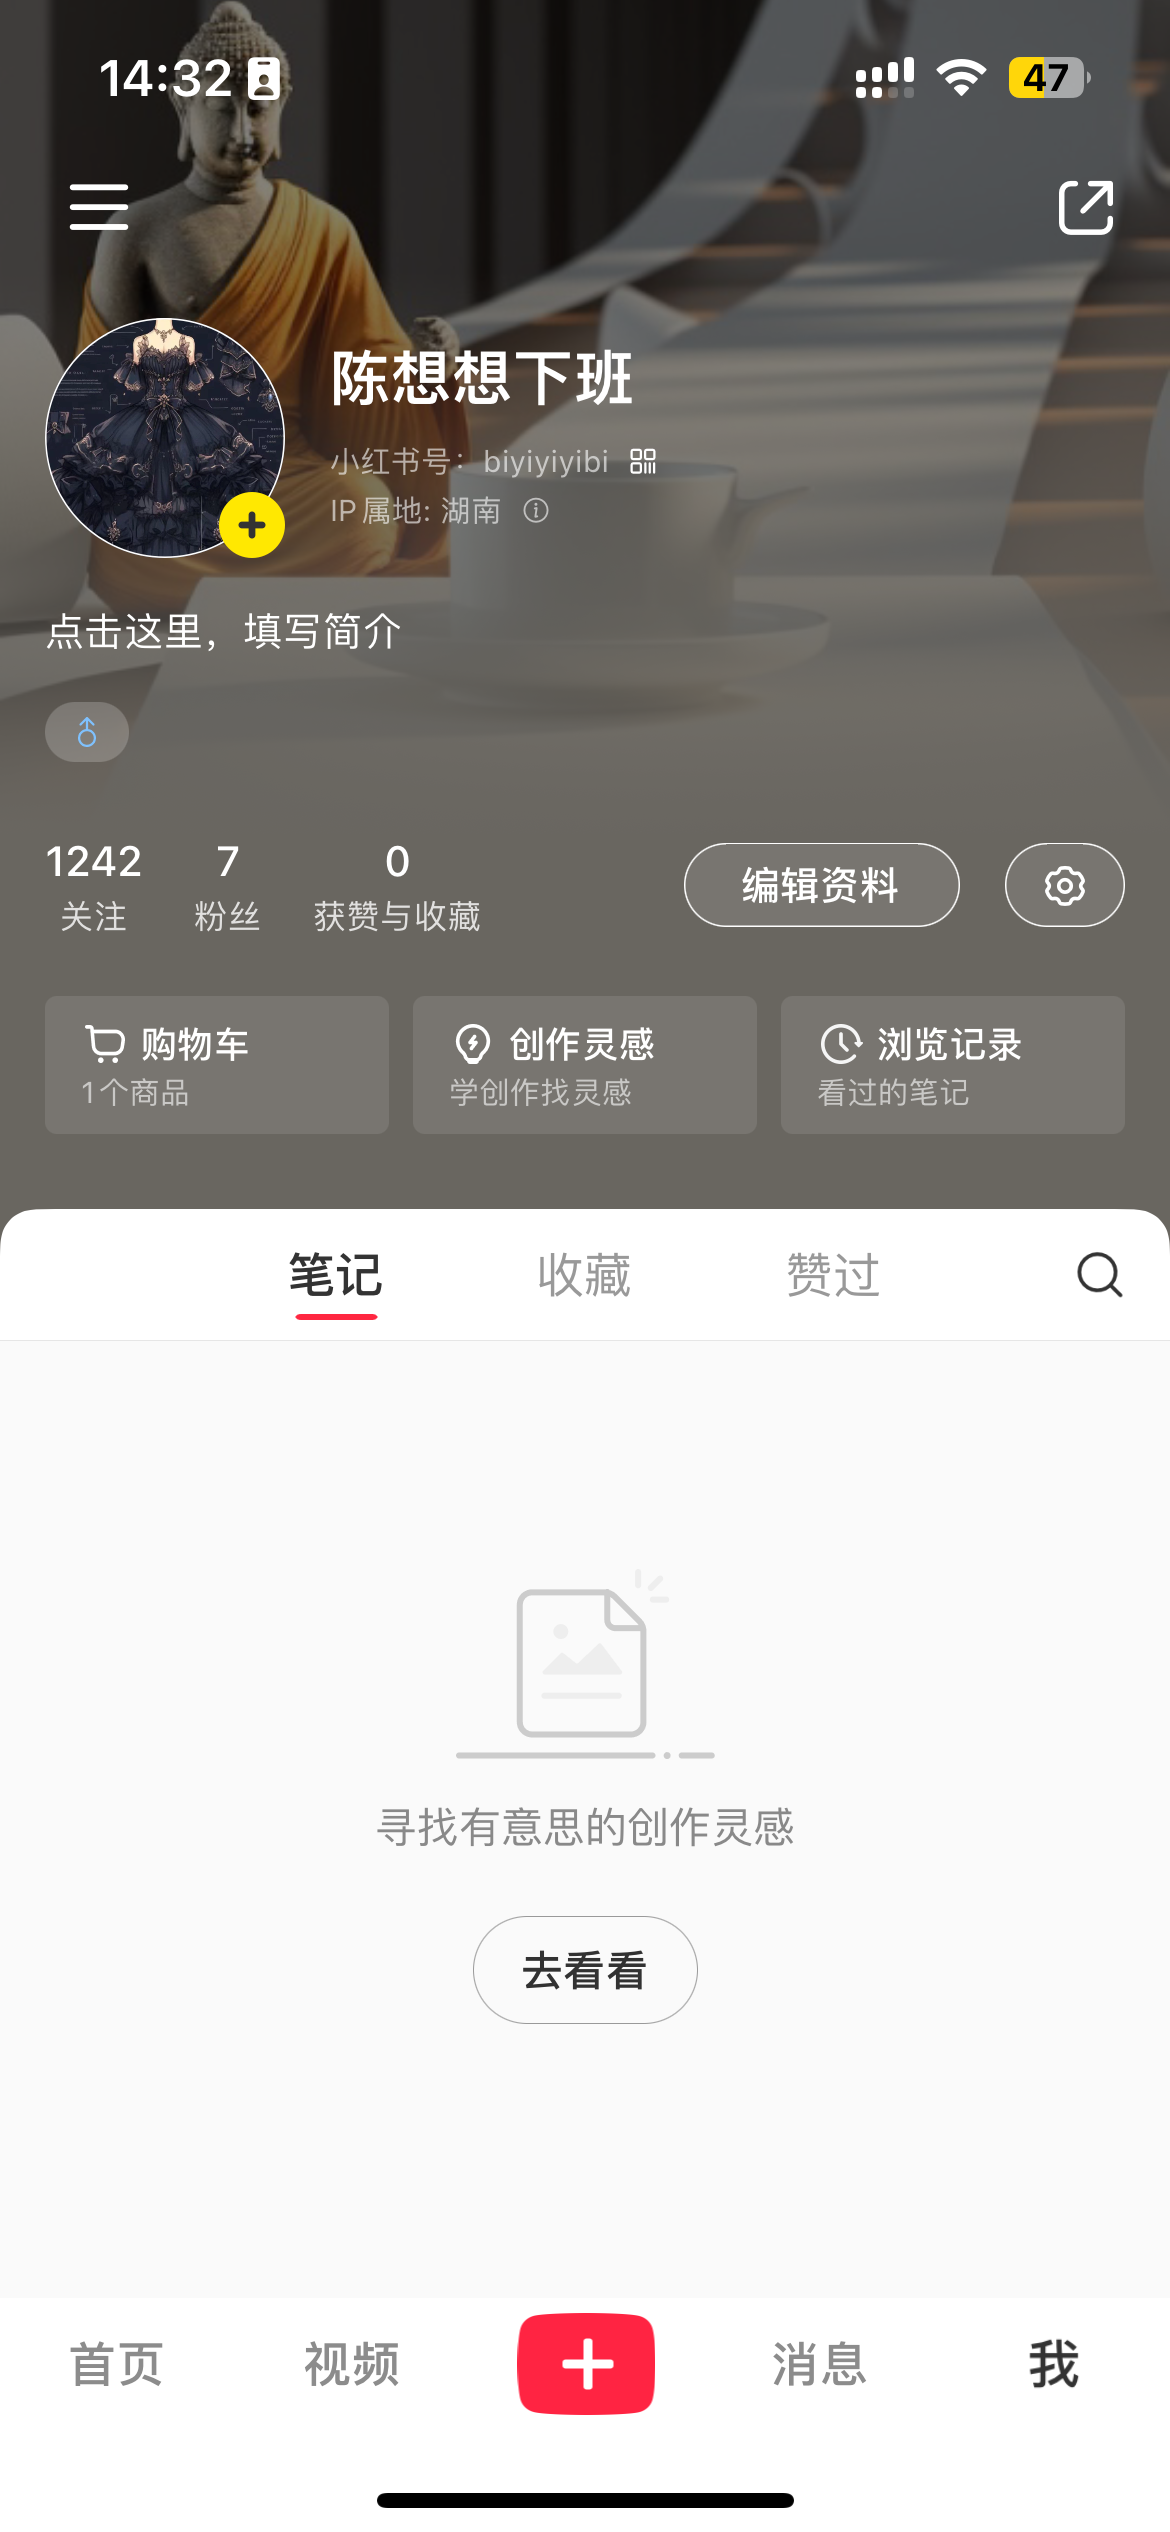 14:32
47
陈想想下班
小红书号：biyiyiyibi
IP 属地: 湖南
点击这里，填写简介
1242 7 0
关注 粉丝 获赞与收藏
编辑资料
购物车 创作灵感 浏览记录
1个商品 学创作找灵感 看过的笔记
笔记 收藏 赞过
寻找有意思的创作灵感
去看看
首页 视频 消息 我